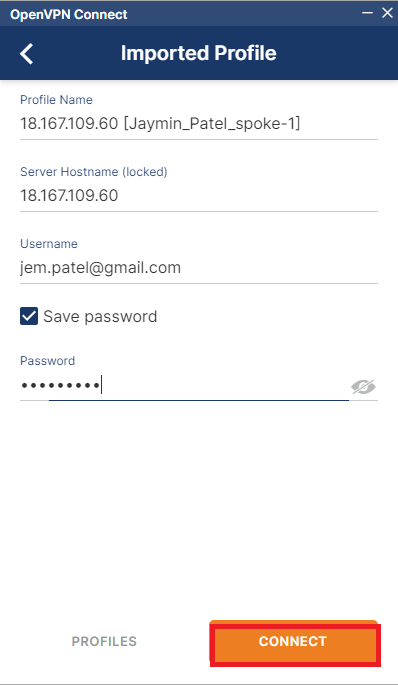 OpenVPN Connect
Imported Profile
Profile Name
18.167.109.60 [Jaymin_Patel_spoke-1]
Server Hostname (locked)
18.167.109.60
Username
jem.patel@gmail.com
Save password
Password
•••••••••
PROFILES
CONNECT